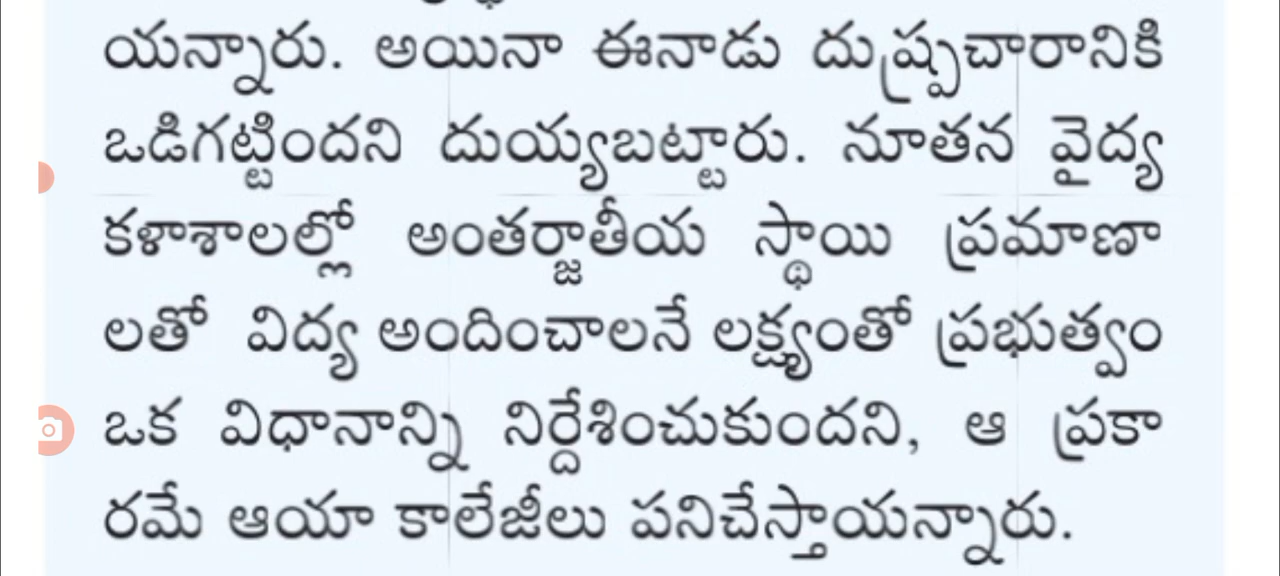 యన్నారు. అయినా ఈనాడు దుష్ప్రచారానికి
ఒడిగట్టిందని దుయ్యబట్టారు. నూతన వైద్య
కళాశాలల్లో అంతర్జాతీయ స్థాయి ప్రమాణా
లతో విద్య అందించాలనే లక్ష్యంతో ప్రభుత్వం
ఒక విధానాన్ని నిర్దేశించుకుందని, ఆ ప్రకా
రమే ఆయా కాలేజీలు పనిచేస్తాయన్నారు.